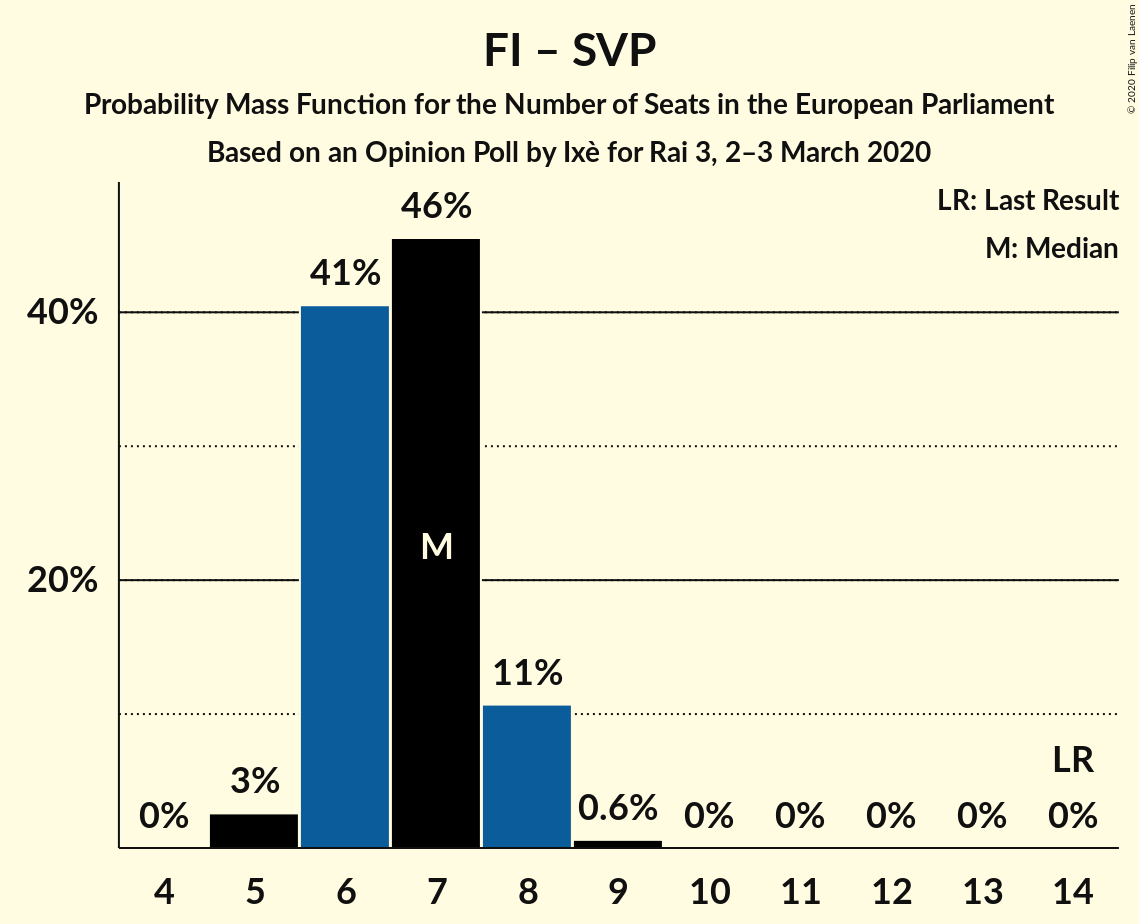 FI – SVP
Probability Mass Function for the Number of Seats in the European Parliament
Based on an Opinion Poll by Ixè for Rai 3, 2–3 March 2020
© 2020 Filip van Laenen
LR: Last Result
M: Median
40%
20%
0%
3%
41%
46%
M
11%
0.6%
0%
0%
0%
0%
LR
0%
4 5 6 7 8 9 10 11 12 13 14